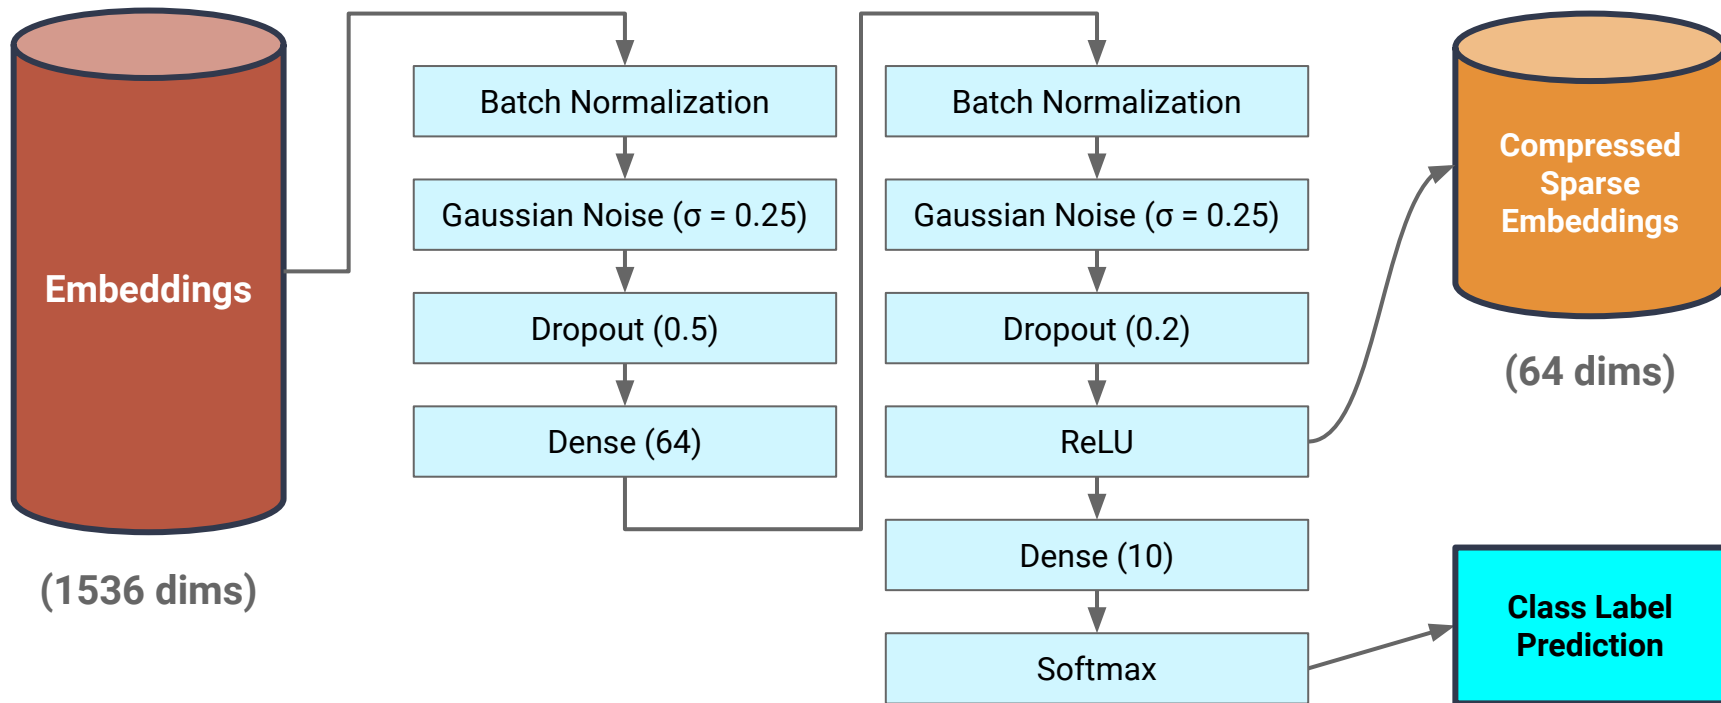 Embeddings
(1536 dims)
Batch Normalization
Gaussian Noise (σ = 0.25)
Dropout (0.5)
Dense (64)
Batch Normalization
Gaussian Noise (σ = 0.25)
Dropout (0.2)
ReLU
Dense (10)
Softmax
Compressed
Sparse
Embeddings
(64 dims)
Class Label
Prediction